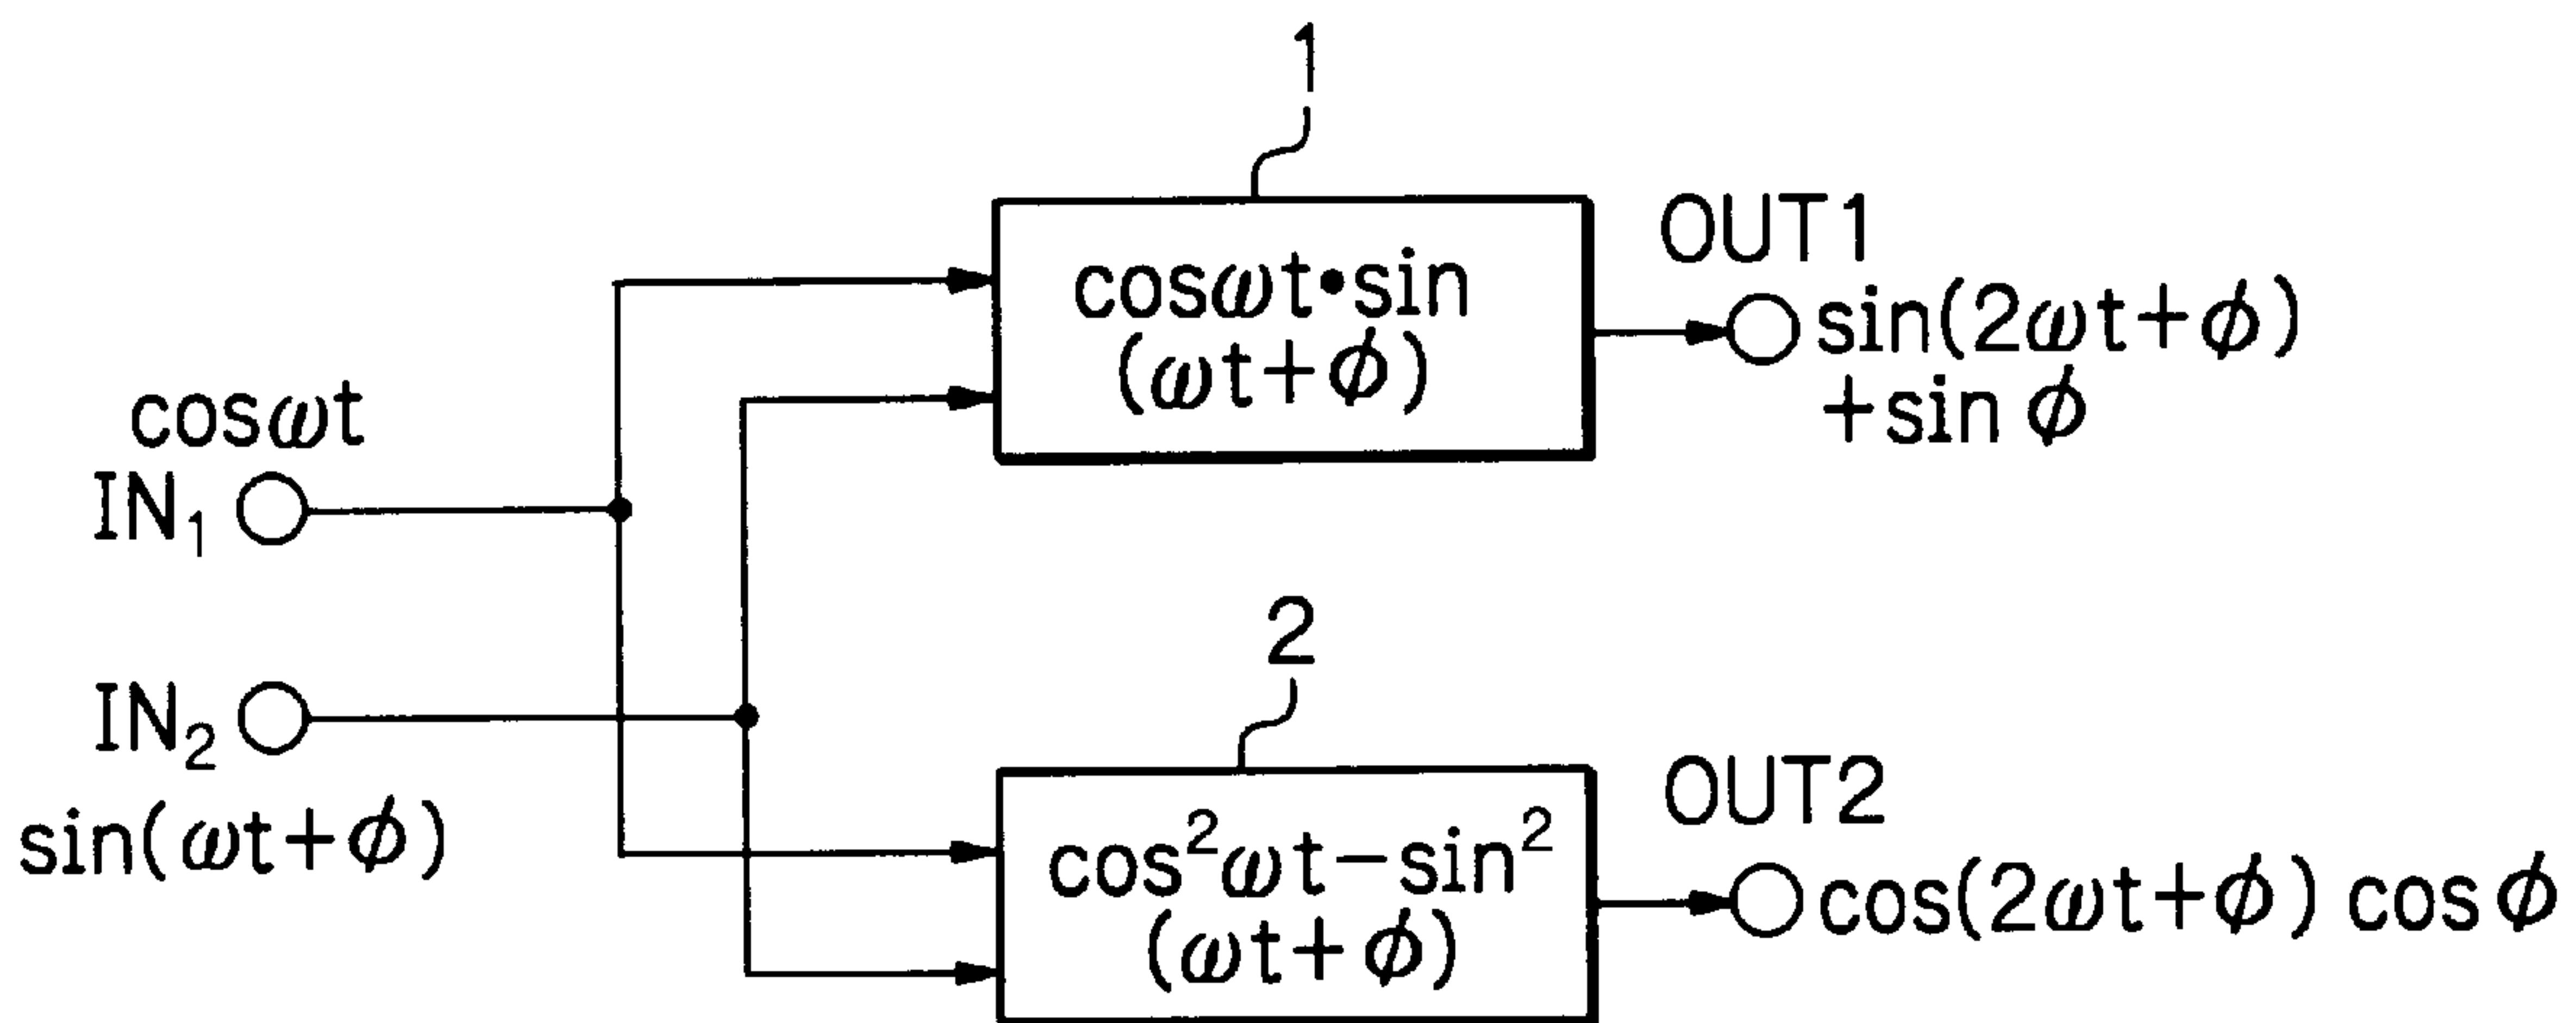 1
cosωt•sin
(ωt+ϕ)
OUT1
sin(2ωt+ϕ)
+sin ϕ
cosωt
IN₁
IN₂
sin(ωt+ϕ)
2
cos²ωt−sin²
(ωt+ϕ)
OUT2
cos(2ωt+ϕ) cos ϕ